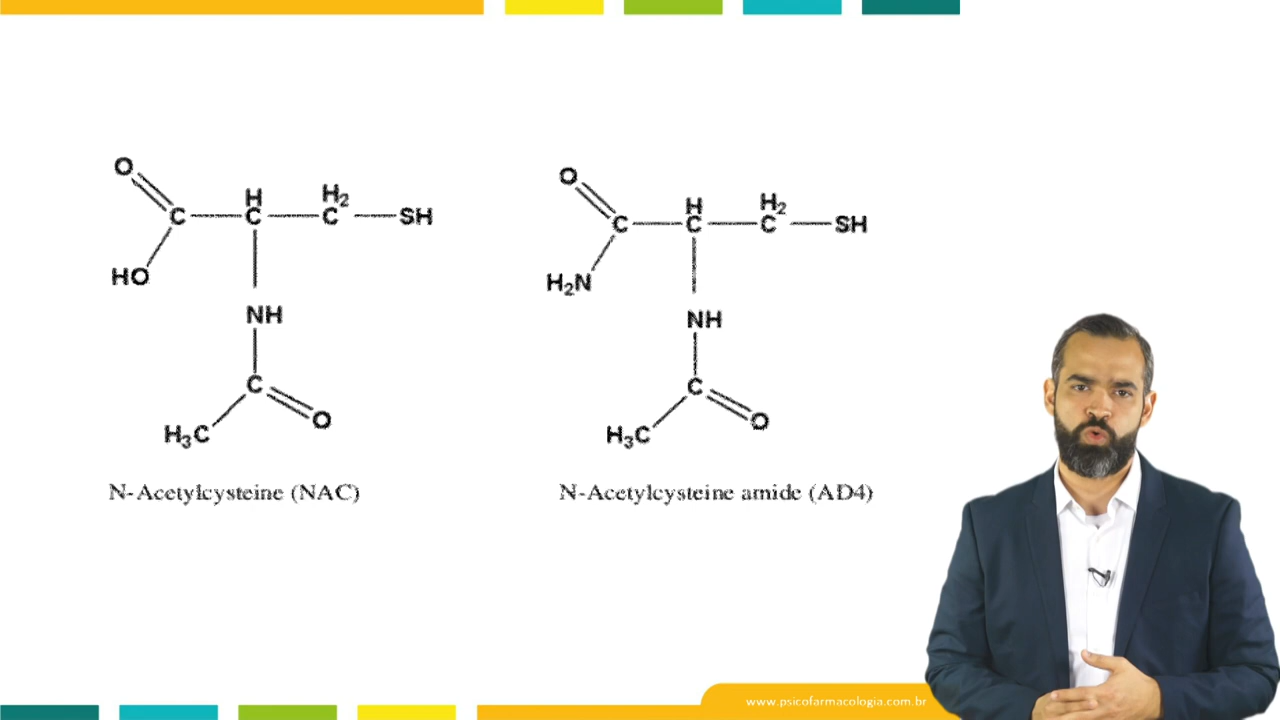 O
H
H₂
C
C
C
SH
HO
NH
C
O
H₃C
N-Acetylcysteine (NAC)
O
H
H₂
C
C
C
SH
H₂N
NH
C
O
H₃C
N-Acetylcysteine amide (AD4)
www.psicofarmacologia.com.br